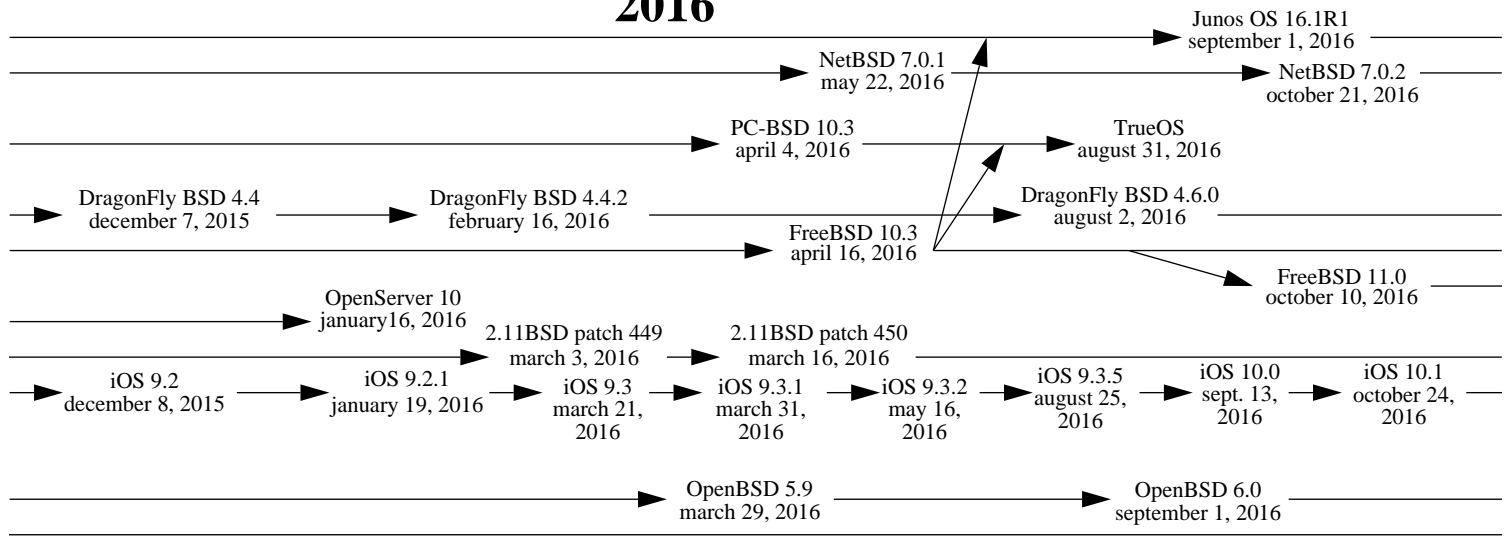 2016
Junos OS 16.1R1
september 1, 2016
NetBSD 7.0.1
may 22, 2016
NetBSD 7.0.2
october 21, 2016
PC-BSD 10.3
april 4, 2016
TrueOS
august 31, 2016
DragonFly BSD 4.4
december 7, 2015
DragonFly BSD 4.4.2
february 16, 2016
DragonFly BSD 4.6.0
august 2, 2016
FreeBSD 10.3
april 16, 2016
FreeBSD 11.0
october 10, 2016
OpenServer 10
january16, 2016
2.11BSD patch 449
march 3, 2016
2.11BSD patch 450
march 16, 2016
iOS 9.2
december 8, 2015
iOS 9.2.1
january 19, 2016
iOS 9.3
march 21,
2016
iOS 9.3.1
march 31,
2016
iOS 9.3.2
may 16,
2016
iOS 9.3.5
august 25,
2016
iOS 10.0
sept. 13,
2016
iOS 10.1
october 24,
2016
OpenBSD 5.9
march 29, 2016
OpenBSD 6.0
september 1, 2016